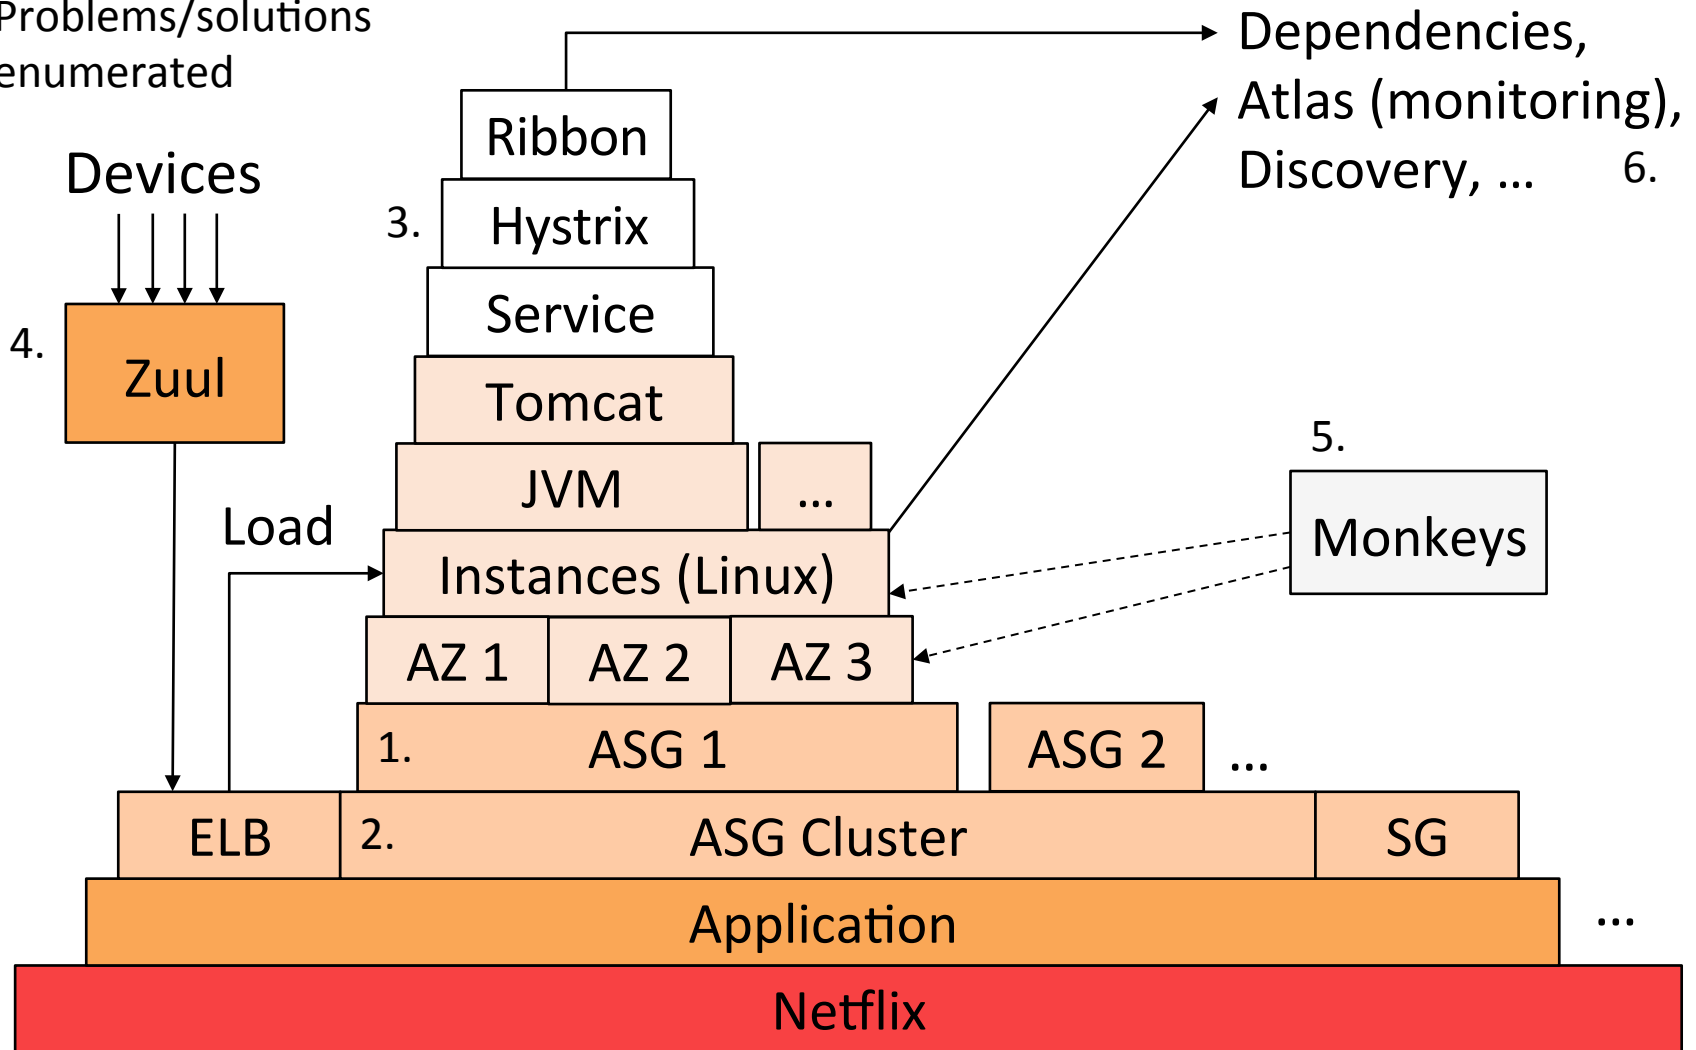 Problems/solutions
enumerated
Dependencies,
Atlas (monitoring),
Discovery, ...
6.
Devices
Ribbon
3.
Hystrix
Service
4.
Zuul
Tomcat
JVM
...
5.
Monkeys
Load
Instances (Linux)
AZ 1
AZ 2
AZ 3
1.
ASG 1
ASG 2
...
ELB
2.
ASG Cluster
SG
Application
...
Netflix